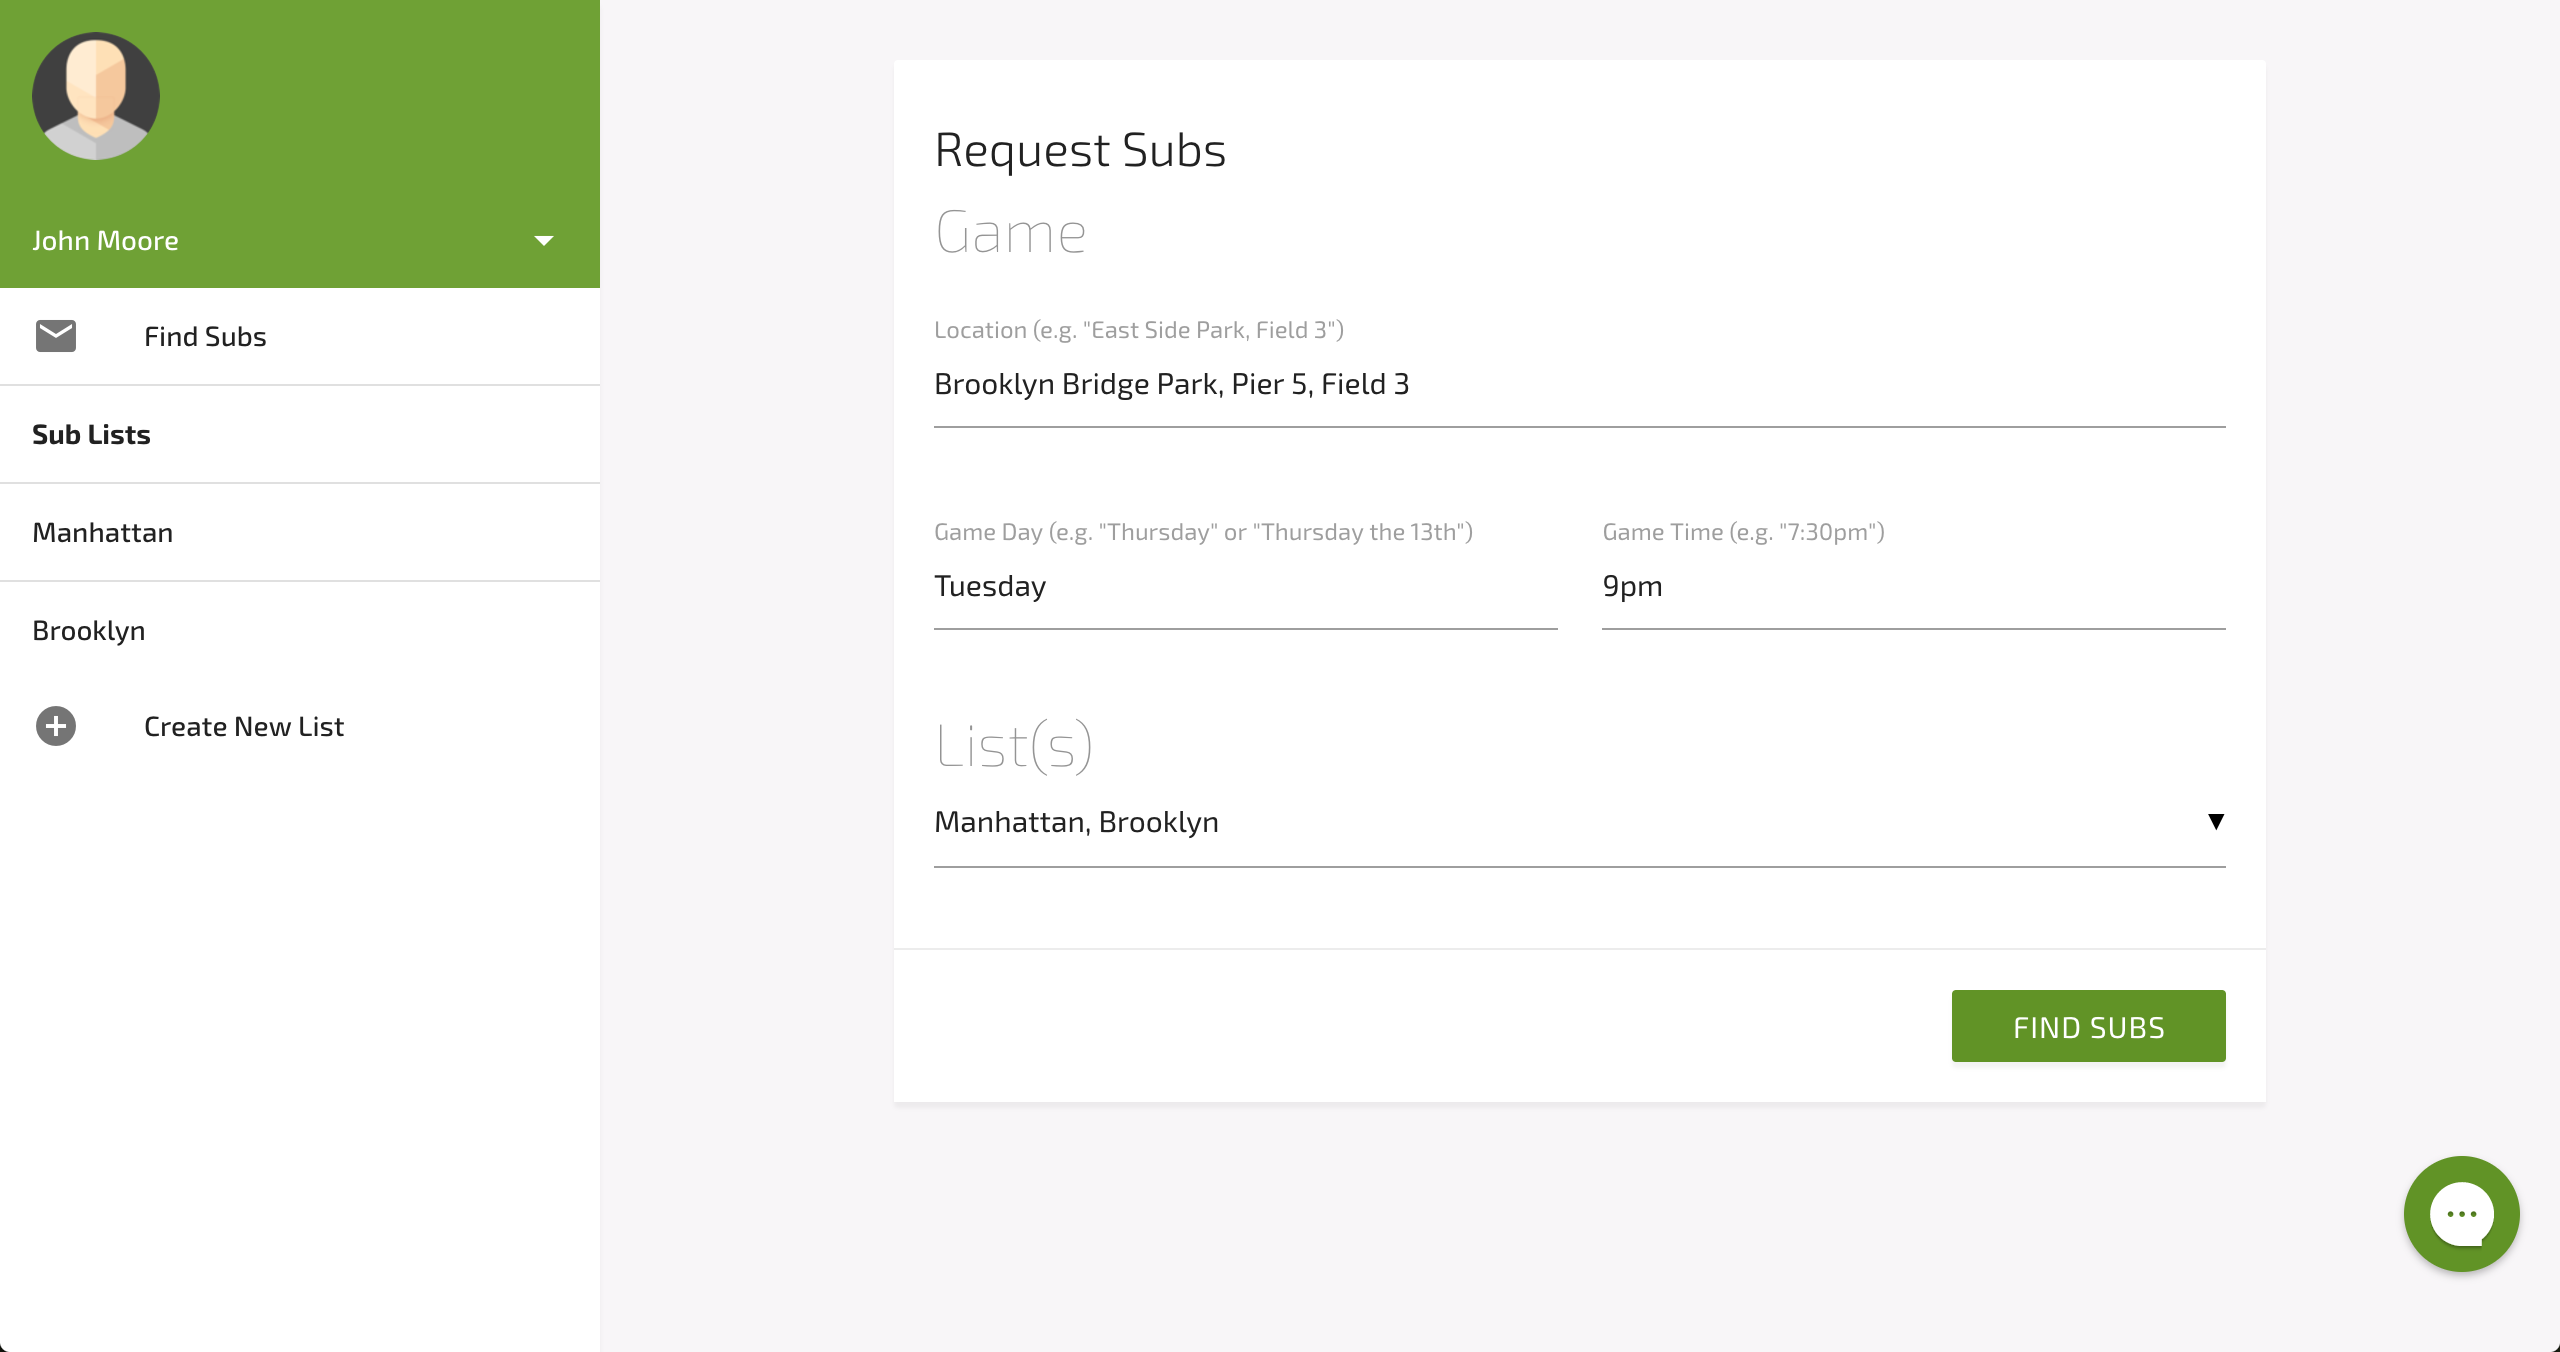 John Moore
Find Subs
Sub Lists
Manhattan
Brooklyn
Create New List
Request Subs
Game
Location (e.g. "East Side Park, Field 3")
Brooklyn Bridge Park, Pier 5, Field 3
Game Day (e.g. "Thursday" or "Thursday the 13th")
Tuesday
Game Time (e.g. "7:30pm")
9pm
List(s)
Manhattan, Brooklyn
FIND SUBS